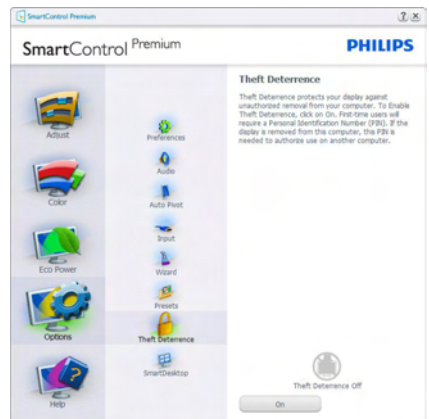 SmartControl Premium
SmartControl Premium
PHILIPS
Adjust
Color
Eco Power
Options
Help
Preferences
Audio
Auto Pivot
Input
Wizard
Presets
Theft Deterrence
SmartDesktop
Theft Deterrence
Theft Deterrence protects your display against
unauthorized removal from your computer. To Enable
Theft Deterrence, click on On. First-time users will
require a Personal Identification Number (PIN). If the
display is removed from this computer, this PIN is
needed to authorize use on another computer.
Theft Deterrence Off
On